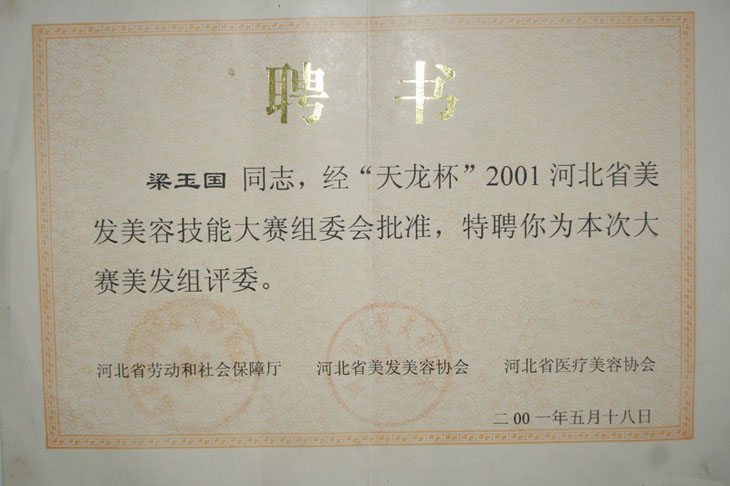 聘书
梁玉国 同志，经“天龙杯”2001河北省美
发美容技能大赛组委会批准，特聘你为本次大
赛美发组评委。
河北省劳动和社会保障厅 河北省美发美容协会 河北省医疗美容协会
二00一年五月十八日